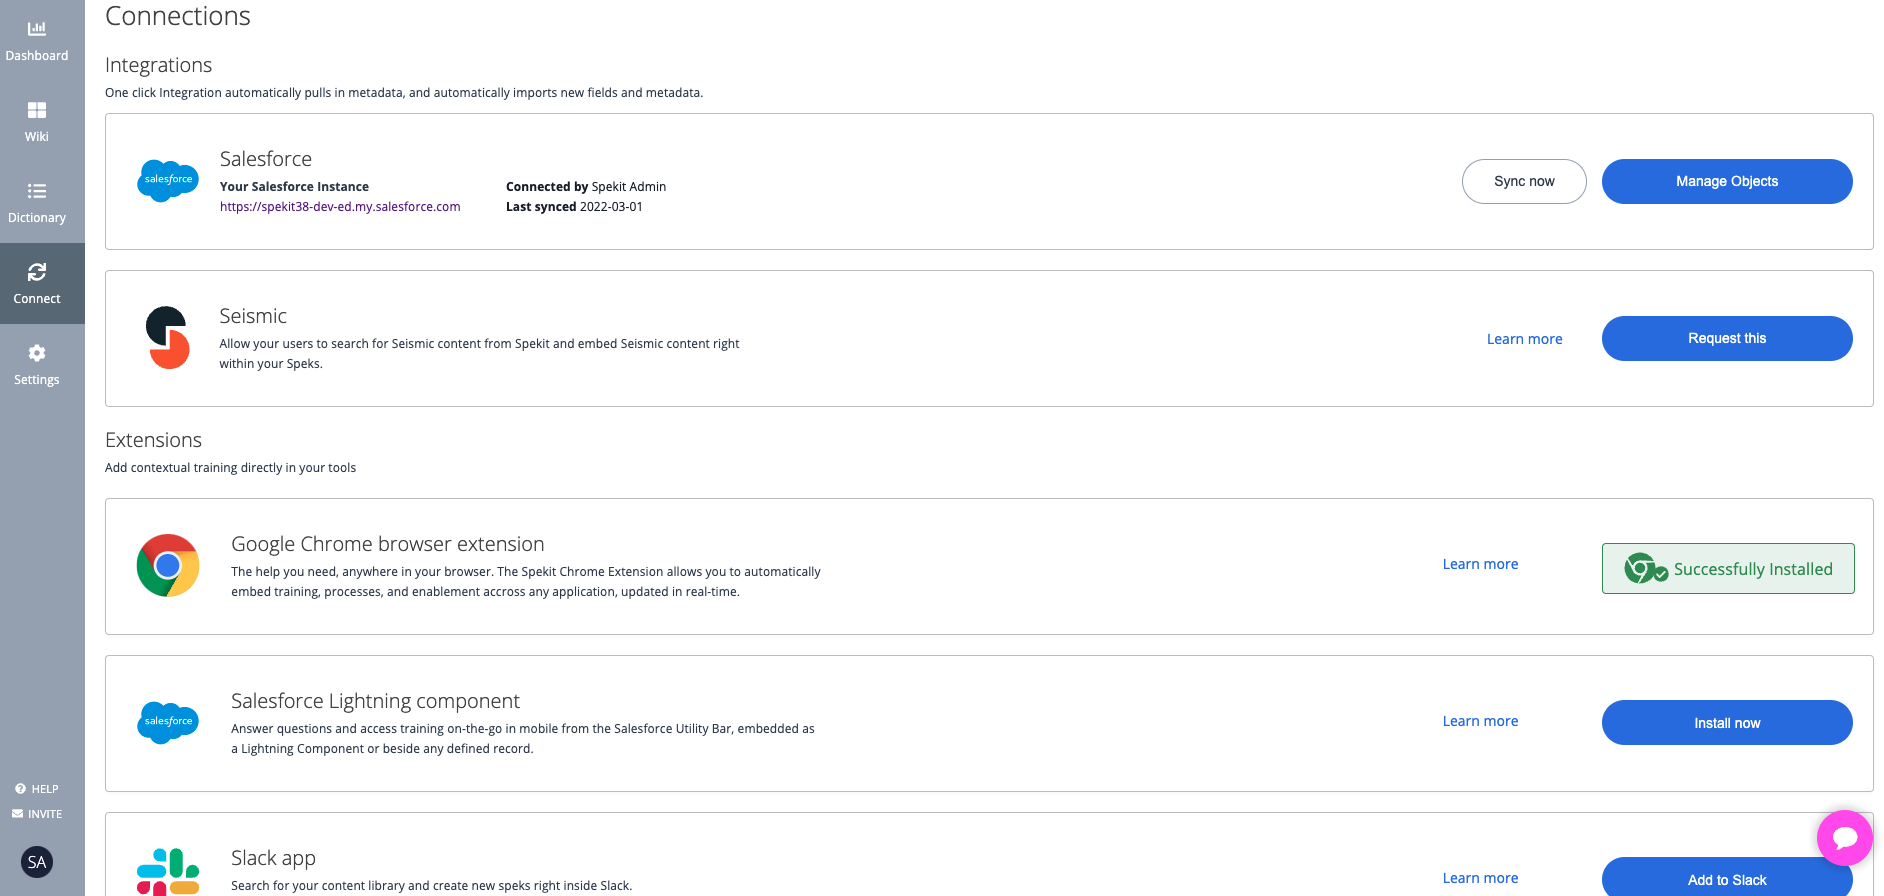 Connections
Dashboard
Wiki
Dictionary
Connect
Settings
HELP
INVITE
SA
Integrations
One click Integration automatically pulls in metadata, and automatically imports new fields and metadata.
salesforce
Salesforce
Your Salesforce Instance
https://spekit38-dev-ed.my.salesforce.com
Connected by Spekit Admin
Last synced 2022-03-01
Sync now
Manage Objects
Seismic
Allow your users to search for Seismic content from Spekit and embed Seismic content right
within your Speks.
Learn more
Request this
Extensions
Add contextual training directly in your tools
Google Chrome browser extension
The help you need, anywhere in your browser. The Spekit Chrome Extension allows you to automatically
embed training, processes, and enablement accross any application, updated in real-time.
Learn more
Successfully Installed
salesforce
Salesforce Lightning component
Answer questions and access training on-the-go in mobile from the Salesforce Utility Bar, embedded as
a Lightning Component or beside any defined record.
Learn more
Install now
Slack app
Search for your content library and create new speks right inside Slack.
Learn more
Add to Slack